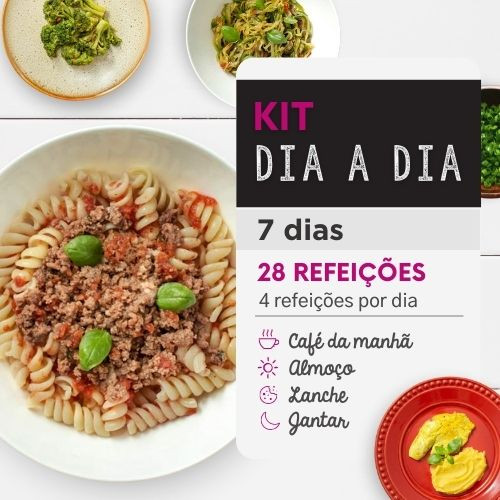 KIT
DIA A DIA
7 dias
28 REFEIÇÕES
4 refeições por dia
Café da manhã
Almoço
Lanche
Jantar